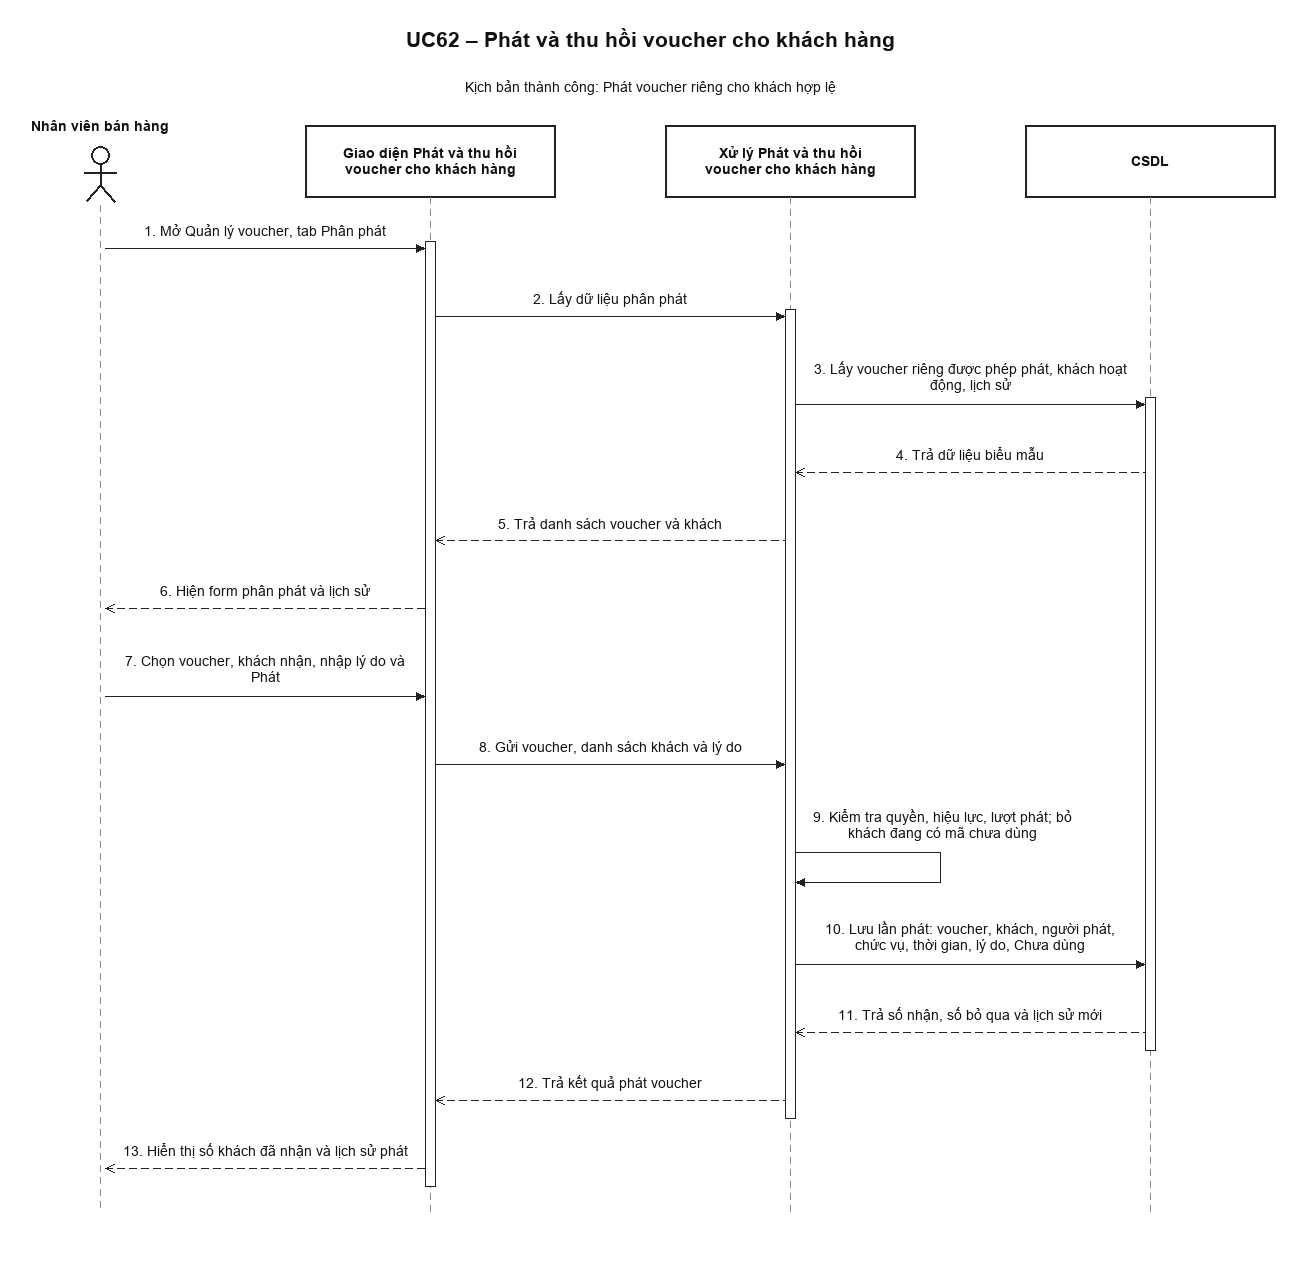 UC62 – Phát và thu hồi voucher cho khách hàng
Kịch bản thành công: Phát voucher riêng cho khách hợp lệ
Nhân viên bán hàng
Giao diện Phát và thu hồi
voucher cho khách hàng
Xử lý Phát và thu hồi
voucher cho khách hàng
CSDL
1. Mở Quản lý voucher, tab Phân phát
2. Lấy dữ liệu phân phát
3. Lấy voucher riêng được phép phát, khách hoạt
động, lịch sử
4. Trả dữ liệu biểu mẫu
5. Trả danh sách voucher và khách
6. Hiện form phân phát và lịch sử
7. Chọn voucher, khách nhận, nhập lý do và
Phát
8. Gửi voucher, danh sách khách và lý do
9. Kiểm tra quyền, hiệu lực, lượt phát; bỏ
khách đang có mã chưa dùng
10. Lưu lần phát: voucher, khách, người phát,
chức vụ, thời gian, lý do, Chưa dùng
11. Trả số nhận, số bỏ qua và lịch sử mới
12. Trả kết quả phát voucher
13. Hiển thị số khách đã nhận và lịch sử phát